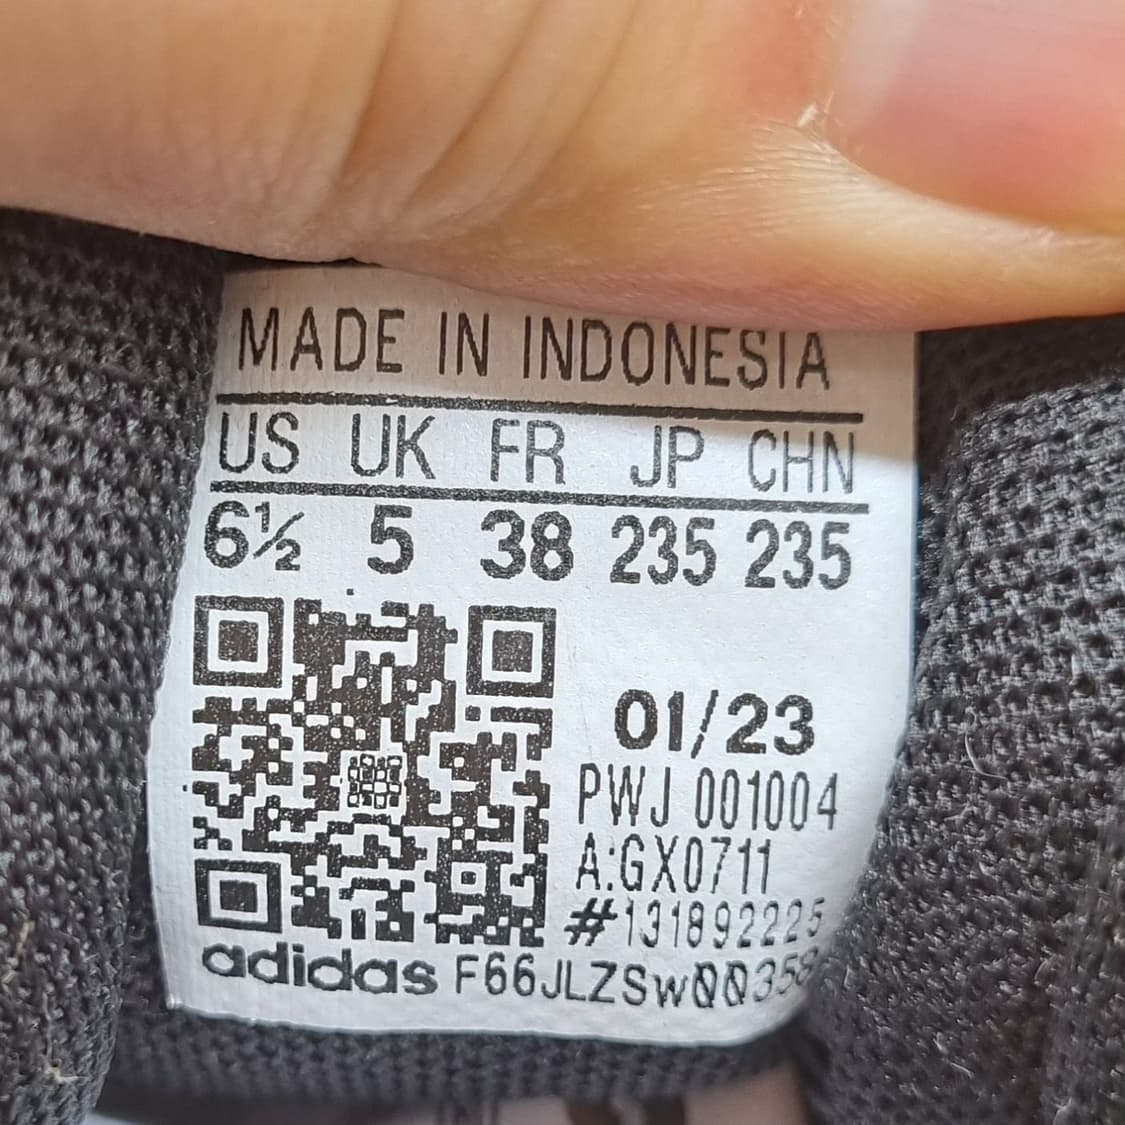 MADE IN INDONESIA
US UK FR JP CHN
6½ 5 38 235 235
01/23
PWJ 001004
A:GX0711
#131892225
adidas